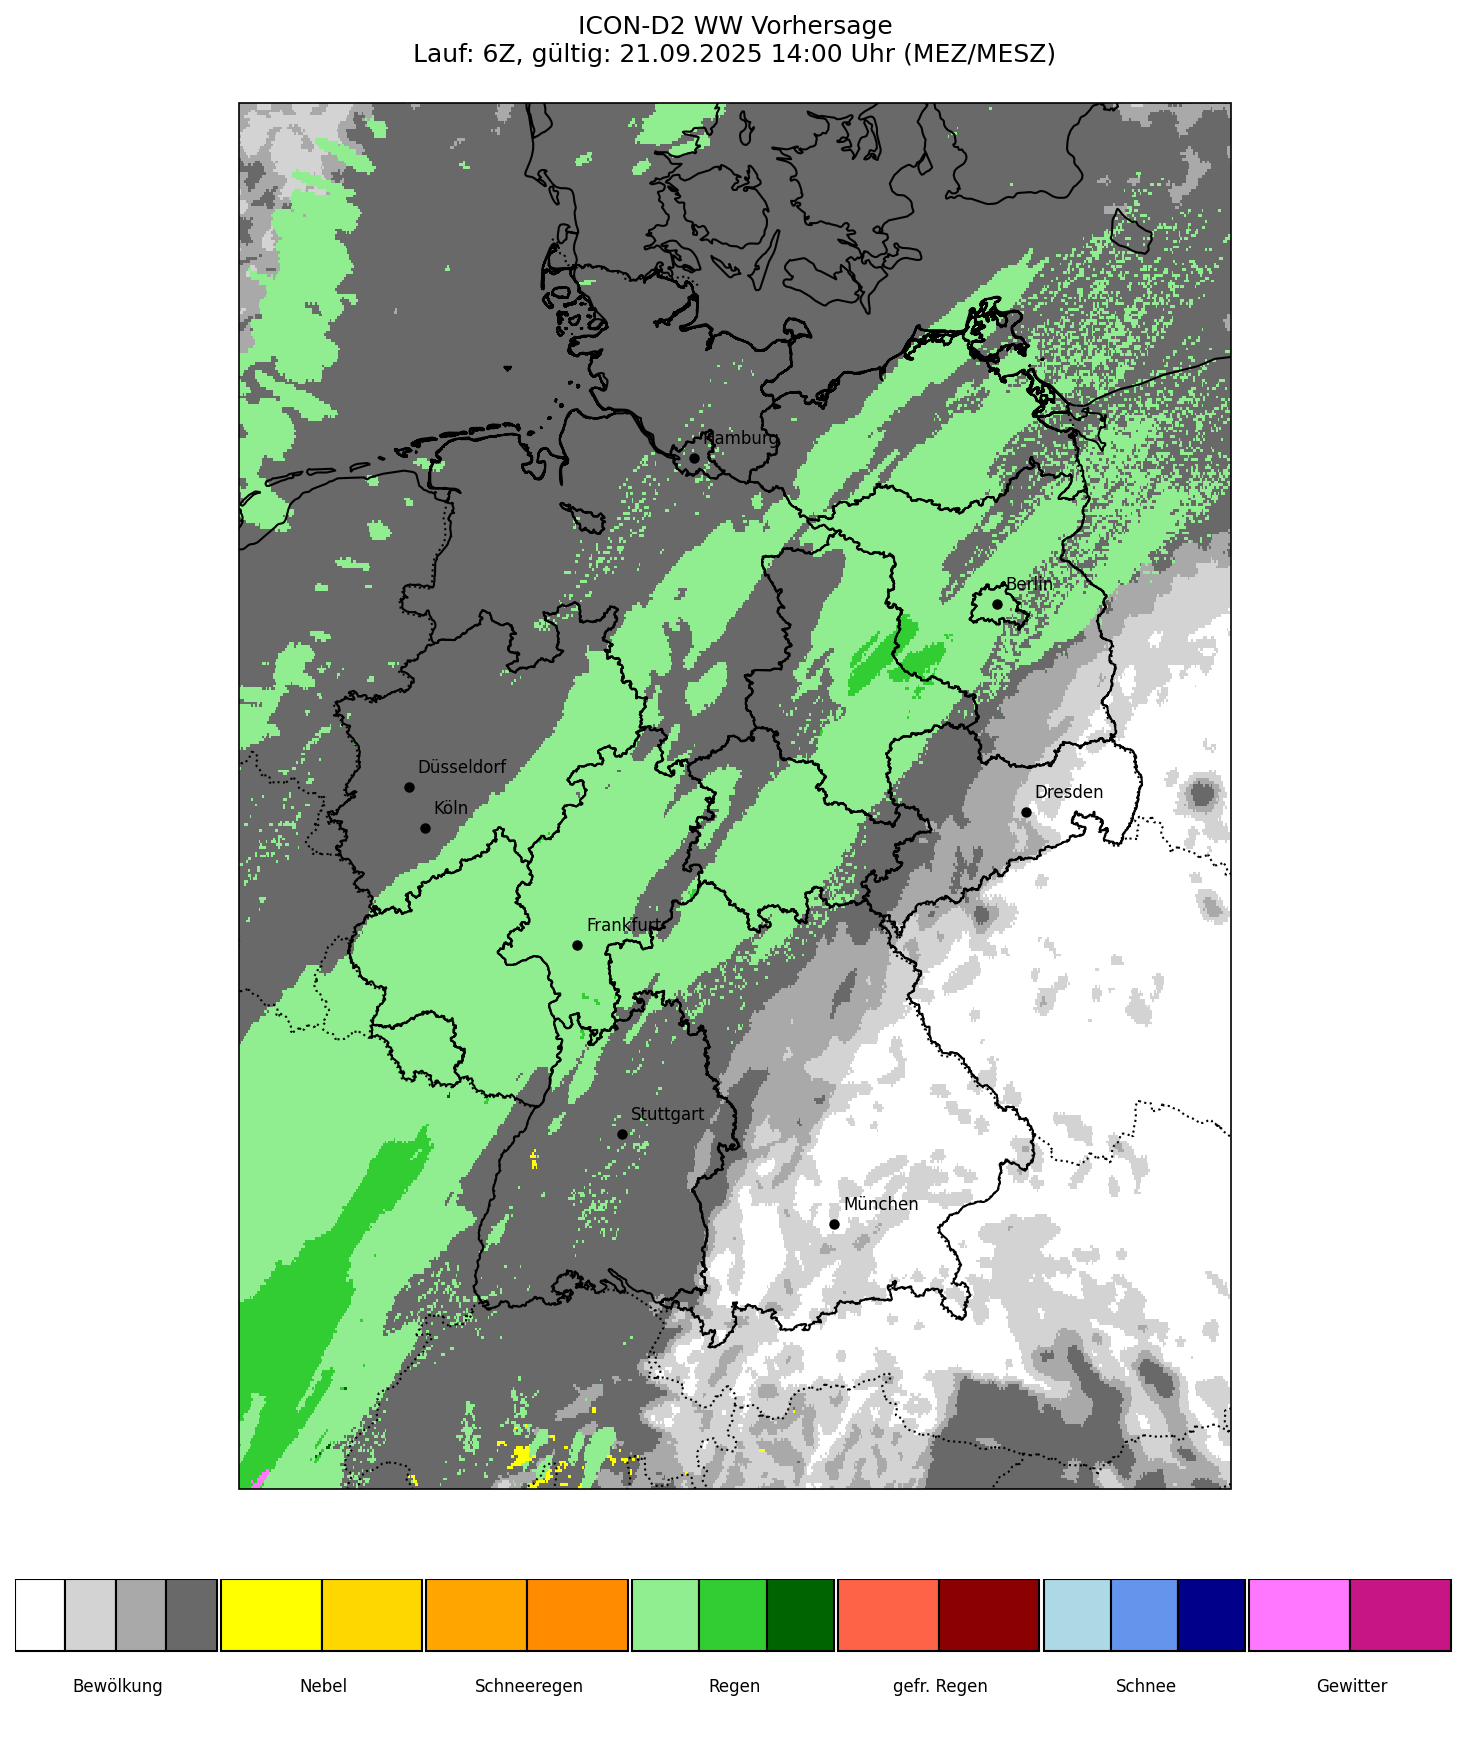 ICON-D2 WW Vorhersage
Lauf: 6Z, gültig: 21.09.2025 14:00 Uhr (MEZ/MESZ)
Hamburg
Berlin
Düsseldorf
Köln
Dresden
Frankfurt
Stuttgart
München
Bewölkung
Nebel
Schneeregen
Regen
gefr. Regen
Schnee
Gewitter